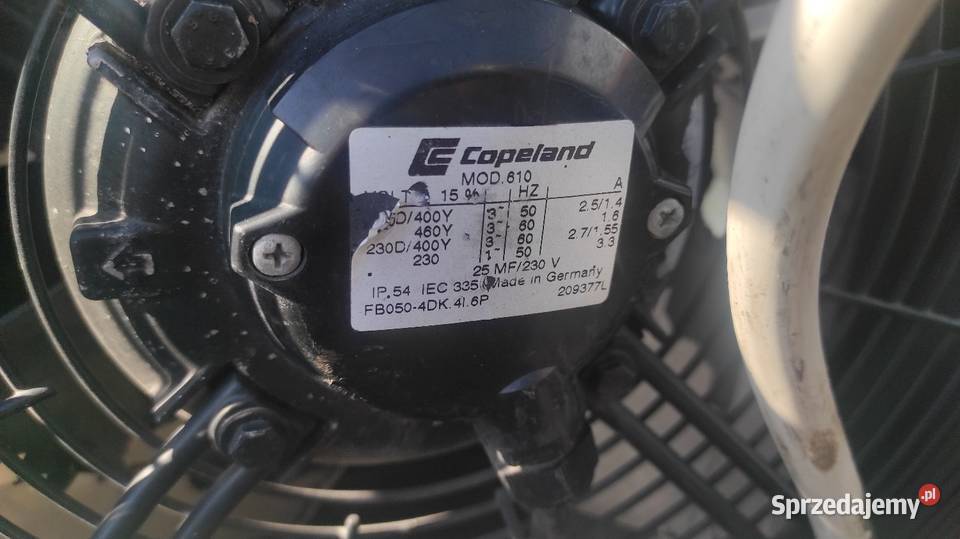 Copeland
MOD.610
15 % HZ A
D/400Y 3~ 50 2.5/1.4
460Y 3~ 60 1.6
230D/400Y 3~ 60 2.7/1.55
230 1~ 50 3.3
25 MF/230 V
IP.54 IEC 335 Made in Germany
FB050-4DK.4I.6P 209377L
Sprzedajemy.pl